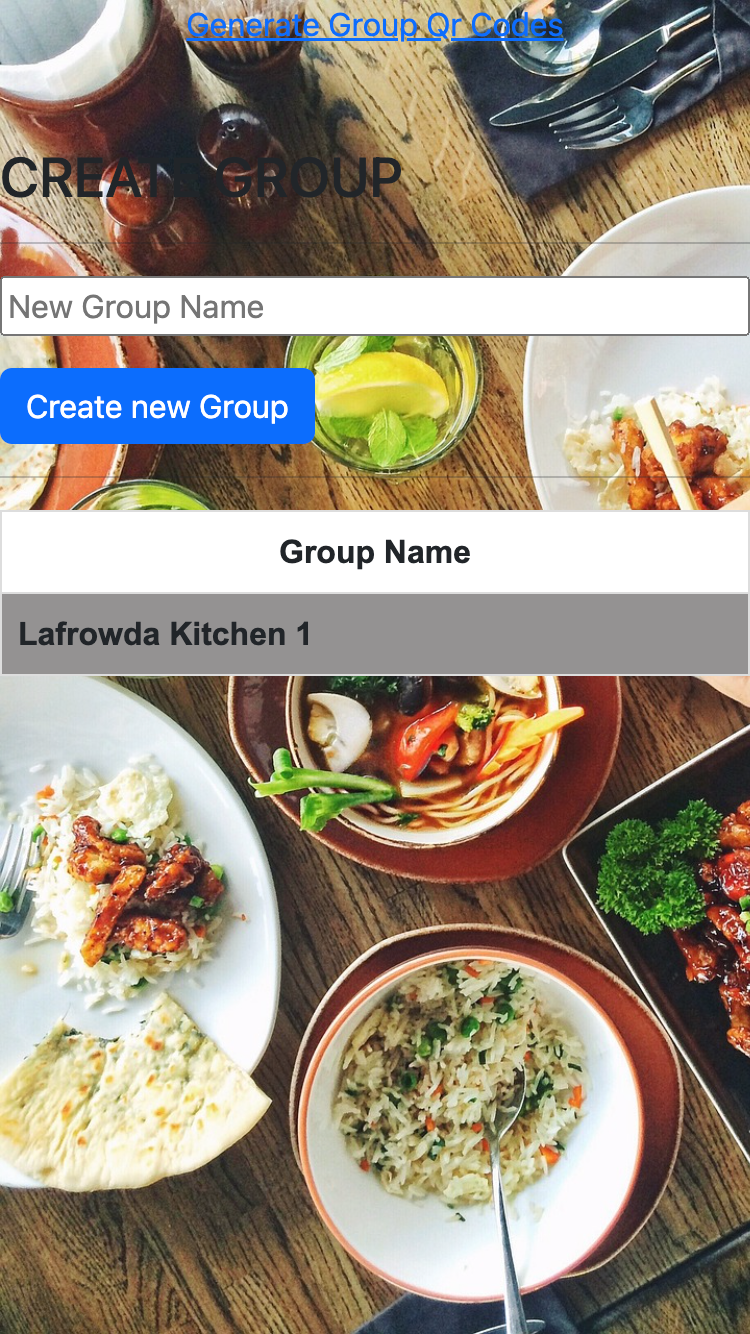 Generate Group Qr Codes
CREATE GROUP
New Group Name
Create new Group
Group Name
Lafrowda Kitchen 1